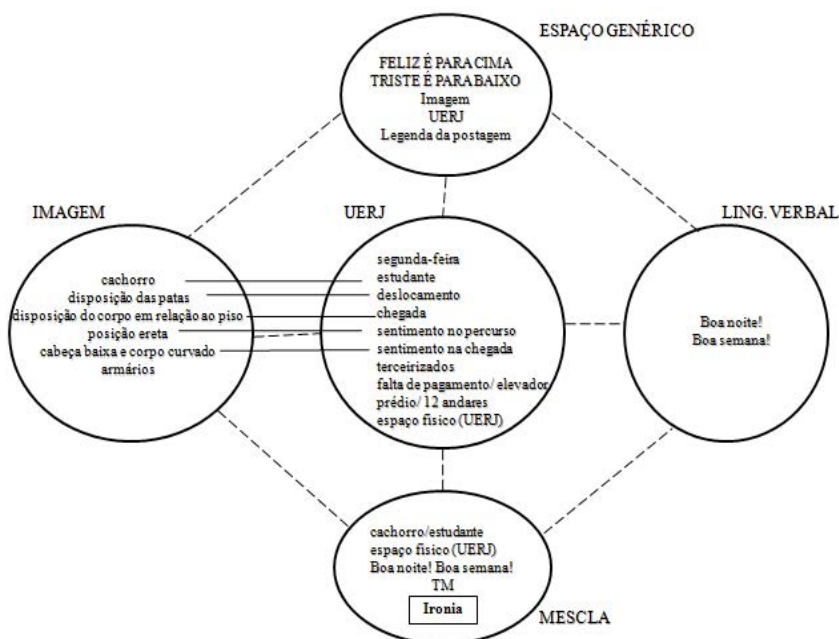 ESPAÇO GENÉRICO
FELIZ É PARA CIMA
TRISTE É PARA BAIXO
Imagem
UERJ
Legenda da postagem
IMAGEM
cachorro
disposição das patas
disposição do corpo em relação ao piso
posição ereta
cabeça baixa e corpo curvado
armários
UERJ
segunda-feira
estudante
deslocamento
chegada
sentimento no percurso
sentimento na chegada
terceirizados
falta de pagamento/ elevador
prédio/ 12 andares
espaço físico (UERJ)
LING. VERBAL
Boa noite!
Boa semana!
cachorro/estudante
espaço físico (UERJ)
Boa noite! Boa semana!
TM
Ironia
MESCLA